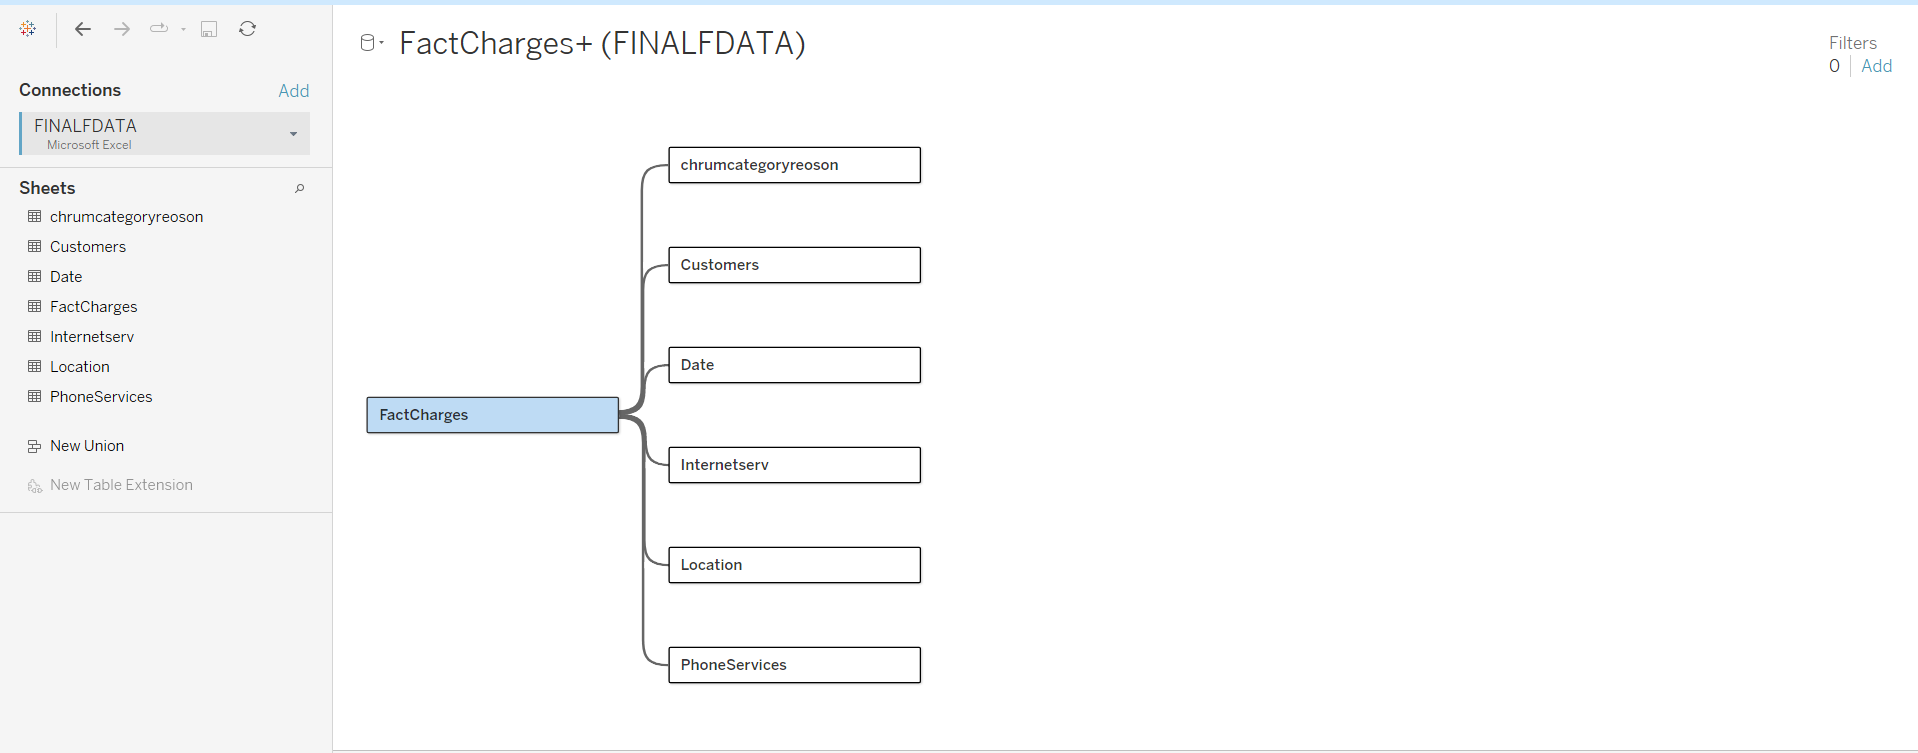 FactCharges+ (FINALFDATA)
Filters
0 Add
Connections Add
FINALFDATA
Microsoft Excel
Sheets
chrumcategoryreoson
Customers
Date
FactCharges
Internetserv
Location
PhoneServices
New Union
New Table Extension
FactCharges
chrumcategoryreoson
Customers
Date
Internetserv
Location
PhoneServices